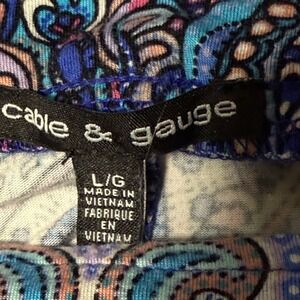 cable & gauge
L/G
MADE IN
VIETNAM
FABRIQUE
EN
VIETNAM